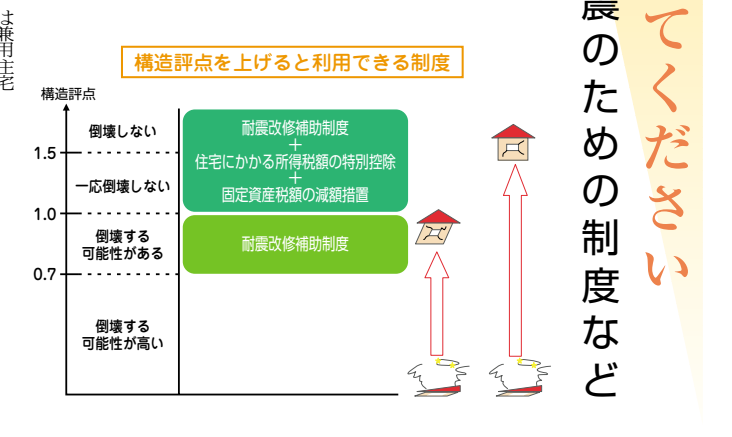 てください
震のための制度など
は兼用主宅
構造評点を上げると利用できる制度
構造評点
倒壊しない
1.5
一応倒壊しない
1.0
倒壊する
可能性がある
0.7
倒壊する
可能性が高い
耐震改修補助制度
+
住宅にかかる所得税額の特別控除
+
固定資産税額の減額措置
耐震改修補助制度